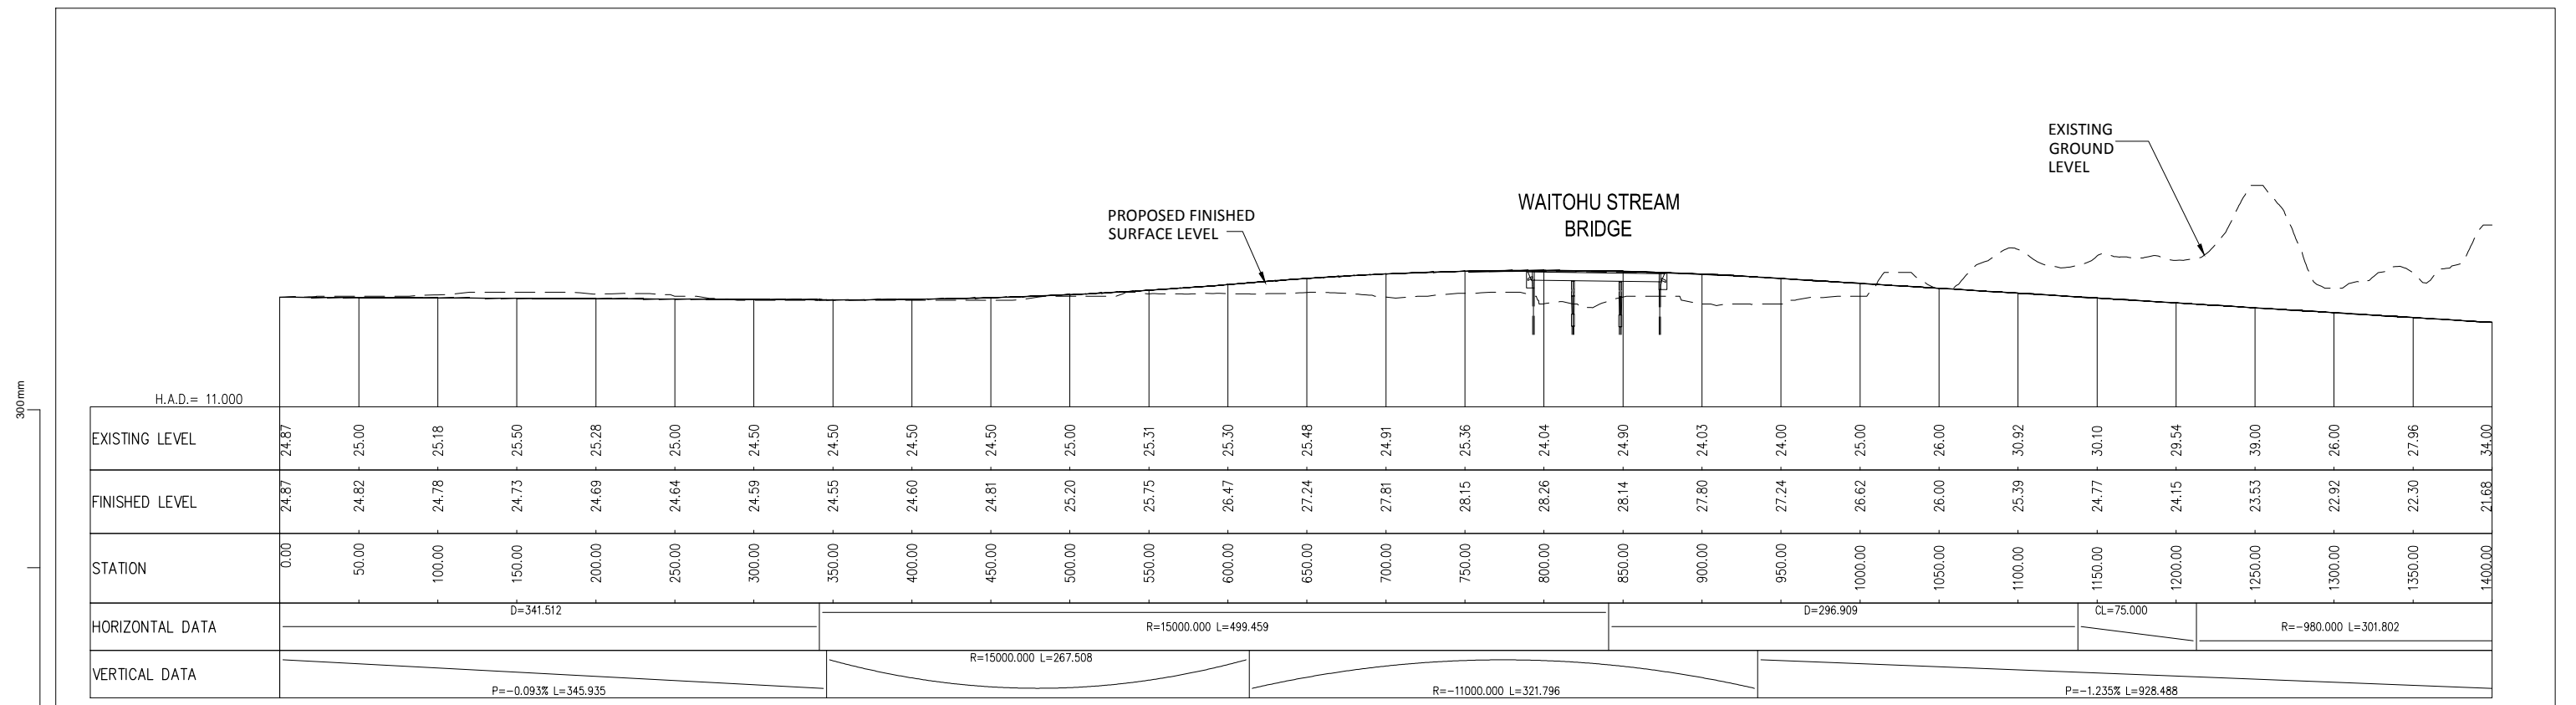 EXISTING
GROUND
LEVEL
WAITOHU STREAM
BRIDGE
PROPOSED FINISHED
SURFACE LEVEL
300mm
H.A.D.= 11.000
EXISTING LEVEL 24.87 25.00 25.18 25.50 25.28 25.00 24.50 24.50 24.50 24.50 25.00 25.31 25.30 25.48 24.91 25.36 24.04 24.90 24.03 24.00 25.00 26.00 30.92 30.10 29.54 39.00 26.00 27.96 34.00
FINISHED LEVEL 24.87 24.82 24.78 24.73 24.69 24.64 24.59 24.55 24.60 24.81 25.20 25.75 26.47 27.24 27.81 28.15 28.26 28.14 27.80 27.24 26.62 26.00 25.39 24.77 24.15 23.53 22.92 22.30 21.68
STATION 0.00 50.00 100.00 150.00 200.00 250.00 300.00 350.00 400.00 450.00 500.00 550.00 600.00 650.00 700.00 750.00 800.00 850.00 900.00 950.00 1000.00 1050.00 1100.00 1150.00 1200.00 1250.00 1300.00 1350.00 1400.00
HORIZONTAL DATA D=341.512 R=15000.000 L=499.459 D=296.909 CL=75.000 R=-980.000 L=301.802
VERTICAL DATA P=-0.093% L=345.935 R=15000.000 L=267.508 R=-11000.000 L=321.796 P=-1.235% L=928.488